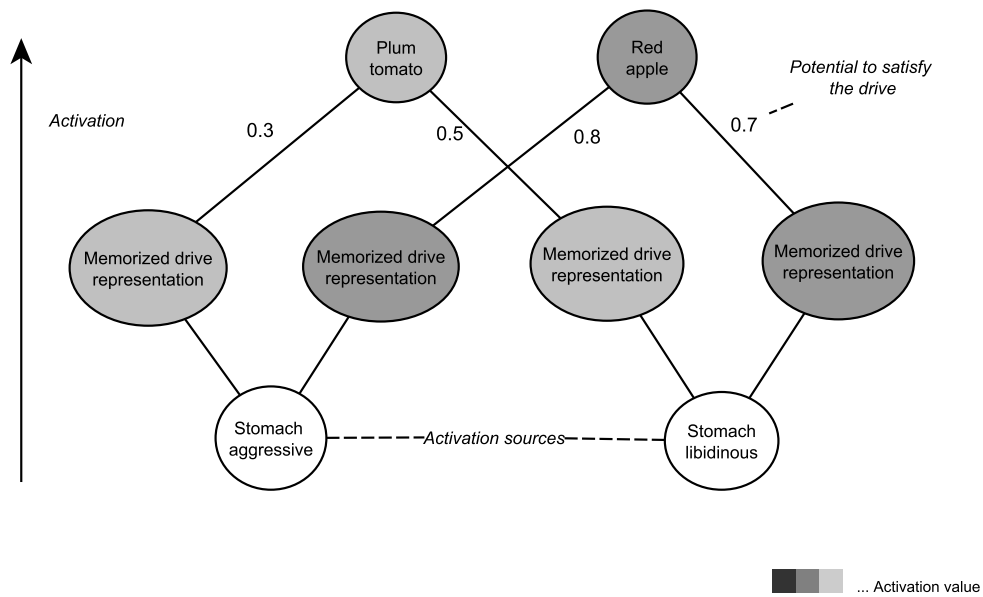 Plum
tomato
Red
apple
Potential to satisfy
the drive
Activation
0.3
0.5
0.8
0.7
Memorized drive
representation
Memorized drive
representation
Memorized drive
representation
Memorized drive
representation
Stomach
aggressive
Activation sources
Stomach
libidinous
... Activation value